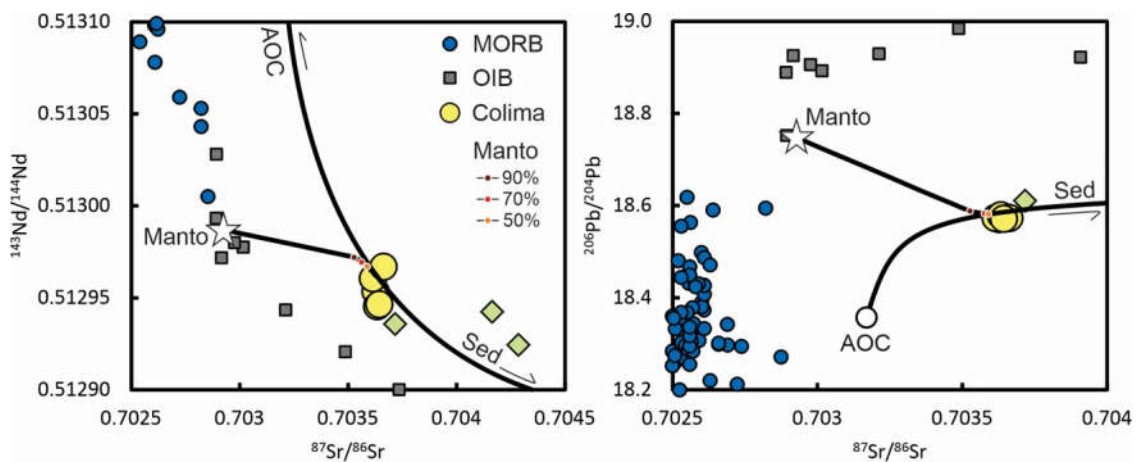 0.51310
0.51305
0.51300
0.51295
0.51290
¹⁴³Nd/¹⁴⁴Nd
AOC
MORB
OIB
Colima
Manto
90%
70%
50%
Manto
Sed
0.7025
0.703
0.7035
0.704
0.7045
⁸⁷Sr/⁸⁶Sr
19.0
18.8
18.6
18.4
18.2
²⁰⁶Pb/²⁰⁴Pb
Manto
Sed
AOC
0.7025
0.703
0.7035
0.704
⁸⁷Sr/⁸⁶Sr